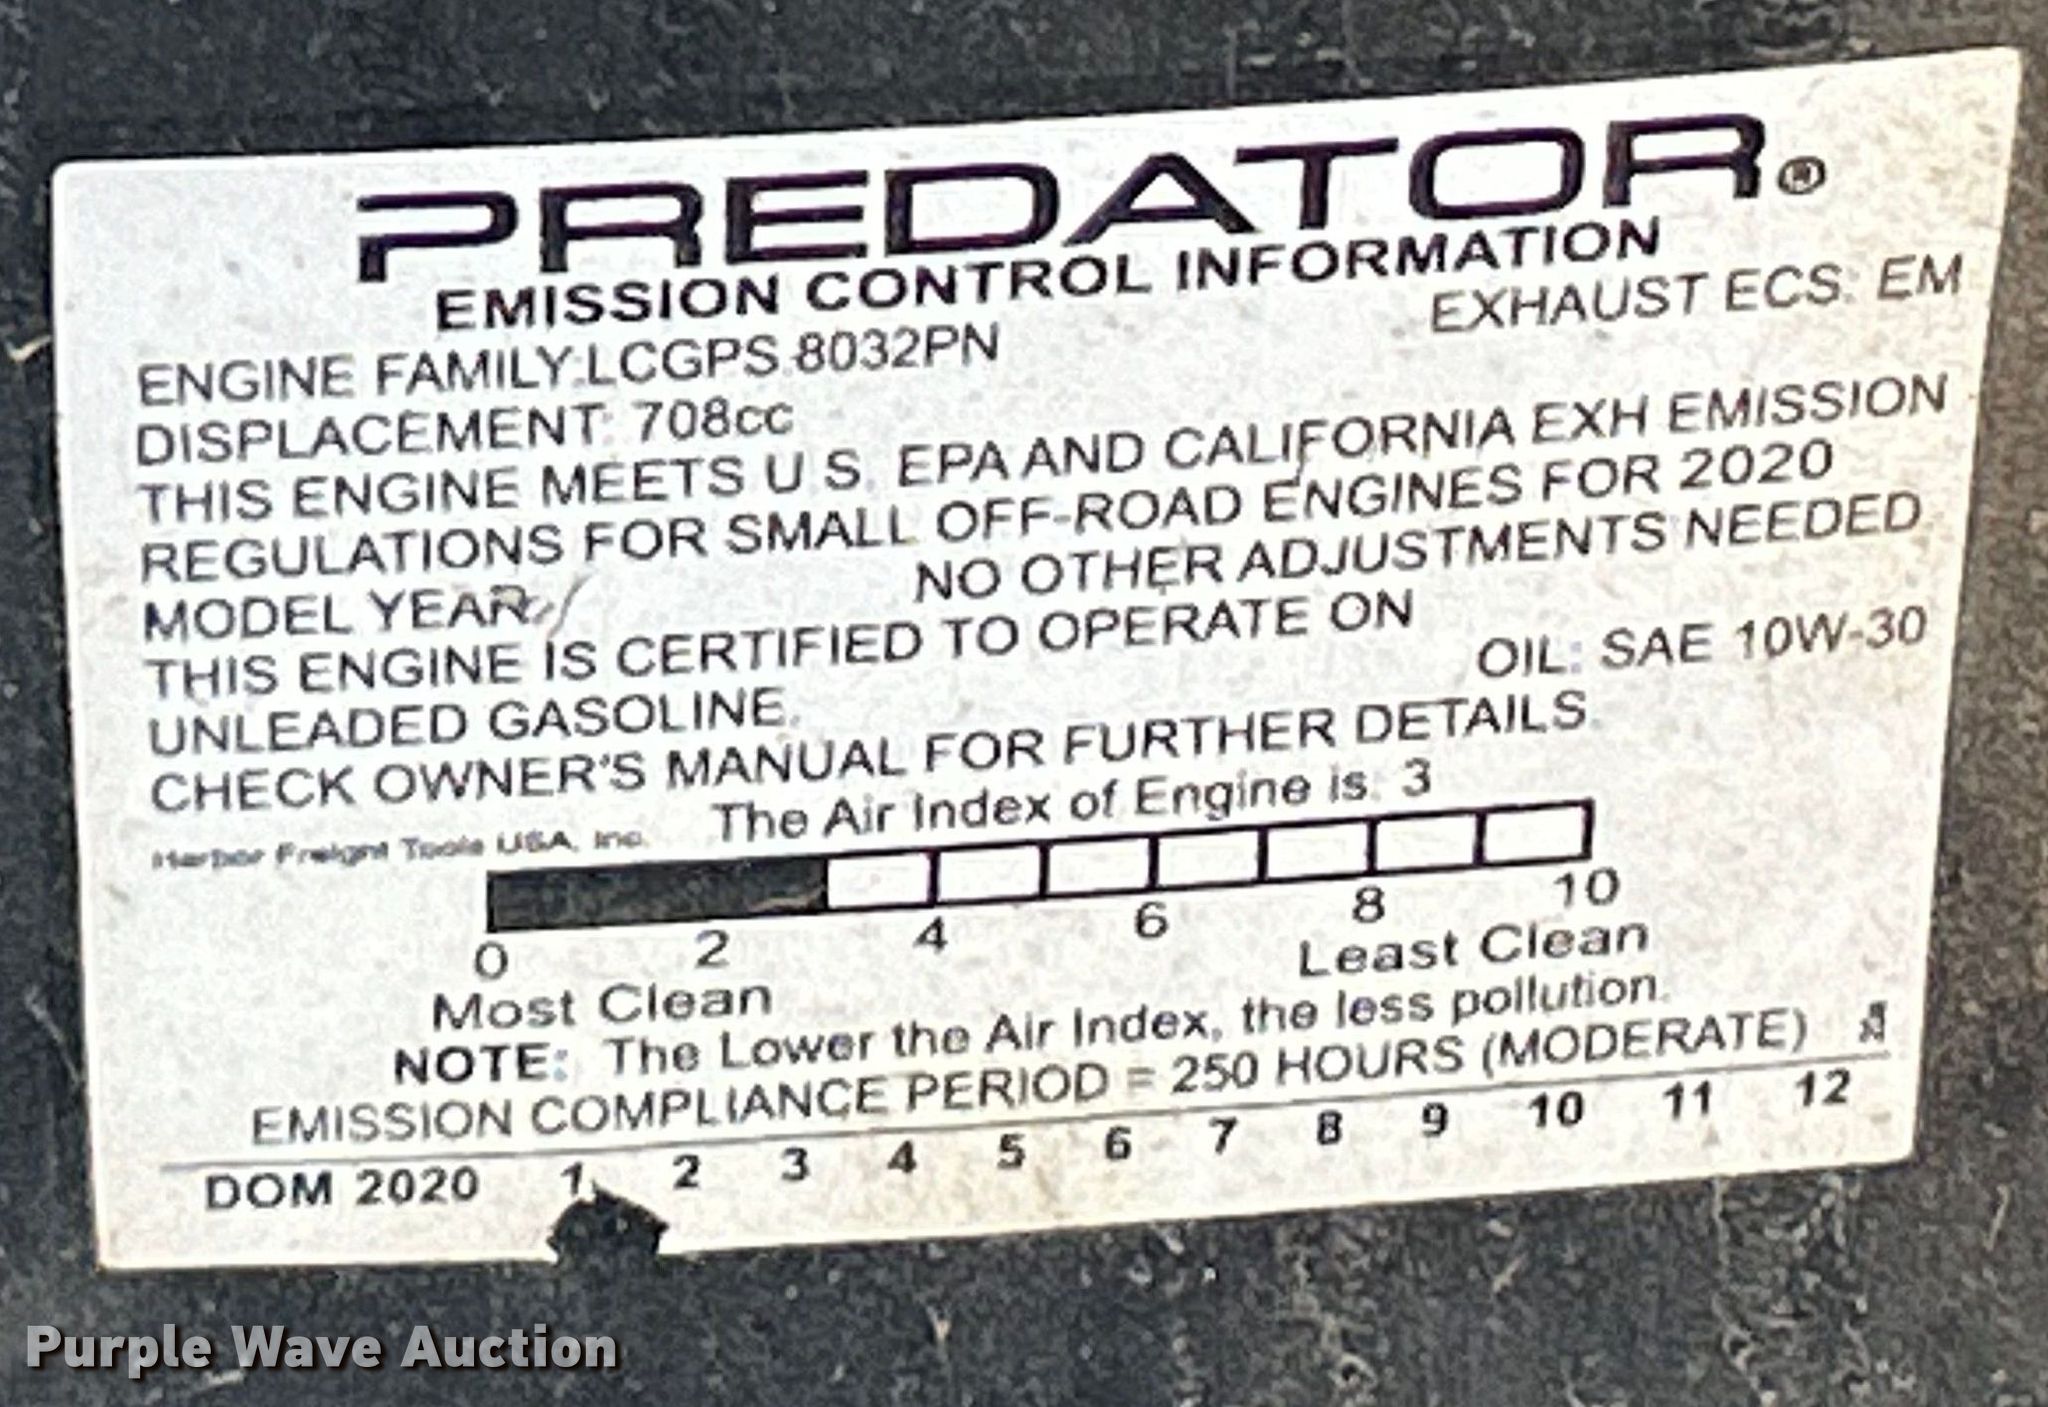 PREDATOR®
EMISSION CONTROL INFORMATION
EXHAUST ECS: EM
ENGINE FAMILY:LCGPS.8032PN
DISPLACEMENT: 708cc
THIS ENGINE MEETS U.S. EPA AND CALIFORNIA EXH EMISSION
REGULATIONS FOR SMALL OFF-ROAD ENGINES FOR 2020
MODEL YEAR
NO OTHER ADJUSTMENTS NEEDED
THIS ENGINE IS CERTIFIED TO OPERATE ON
UNLEADED GASOLINE.
OIL: SAE 10W-30
CHECK OWNER'S MANUAL FOR FURTHER DETAILS.
The Air Index of Engine is: 3
Harbor Freight Tools USA, Inc.
0 2 4 6 8 10
Most Clean Least Clean
NOTE: The Lower the Air Index, the less pollution.
EMISSION COMPLIANCE PERIOD = 250 HOURS (MODERATE)
DOM 2020 1 2 3 4 5 6 7 8 9 10 11 12
Purple Wave Auction